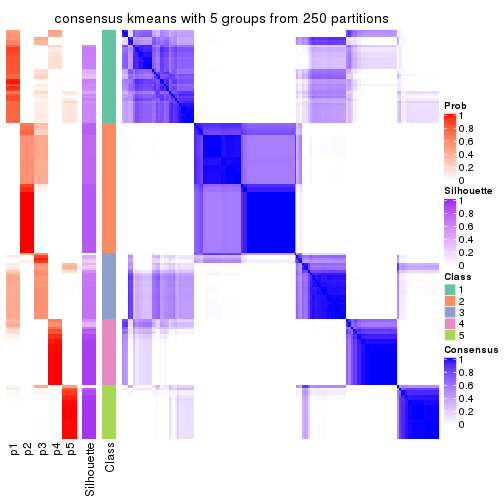 consensus kmeans with 5 groups from 250 partitions
p1
p2
p3
p4
p5
Silhouette
Class
Prob
1
0.8
0.6
0.4
0.2
0
Silhouette
1
0.8
0.6
0.4
0.2
0
Class
1
2
3
4
5
Consensus
1
0.8
0.6
0.4
0.2
0